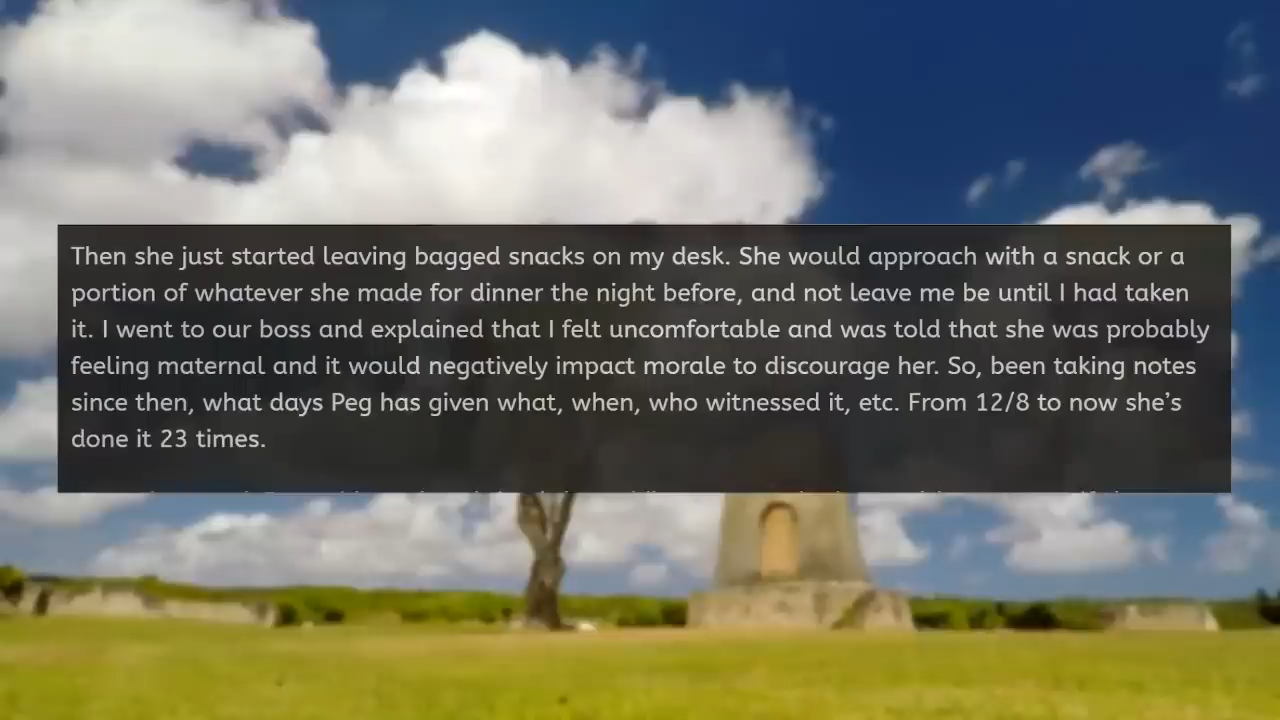 Then she just started leaving bagged snacks on my desk. She would approach with a snack or a
portion of whatever she made for dinner the night before, and not leave me be until I had taken
it. I went to our boss and explained that I felt uncomfortable and was told that she was probably
feeling maternal and it would negatively impact morale to discourage her. So, been taking notes
since then, what days Peg has given what, when, who witnessed it, etc. From 12/8 to now she’s
done it 23 times.